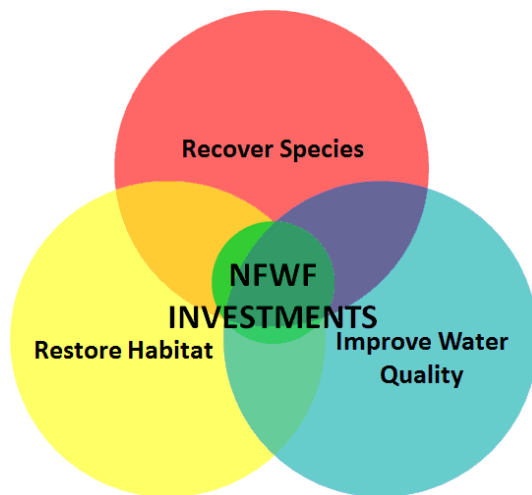 Recover Species
NFWF
INVESTMENTS
Restore Habitat
Improve Water
Quality